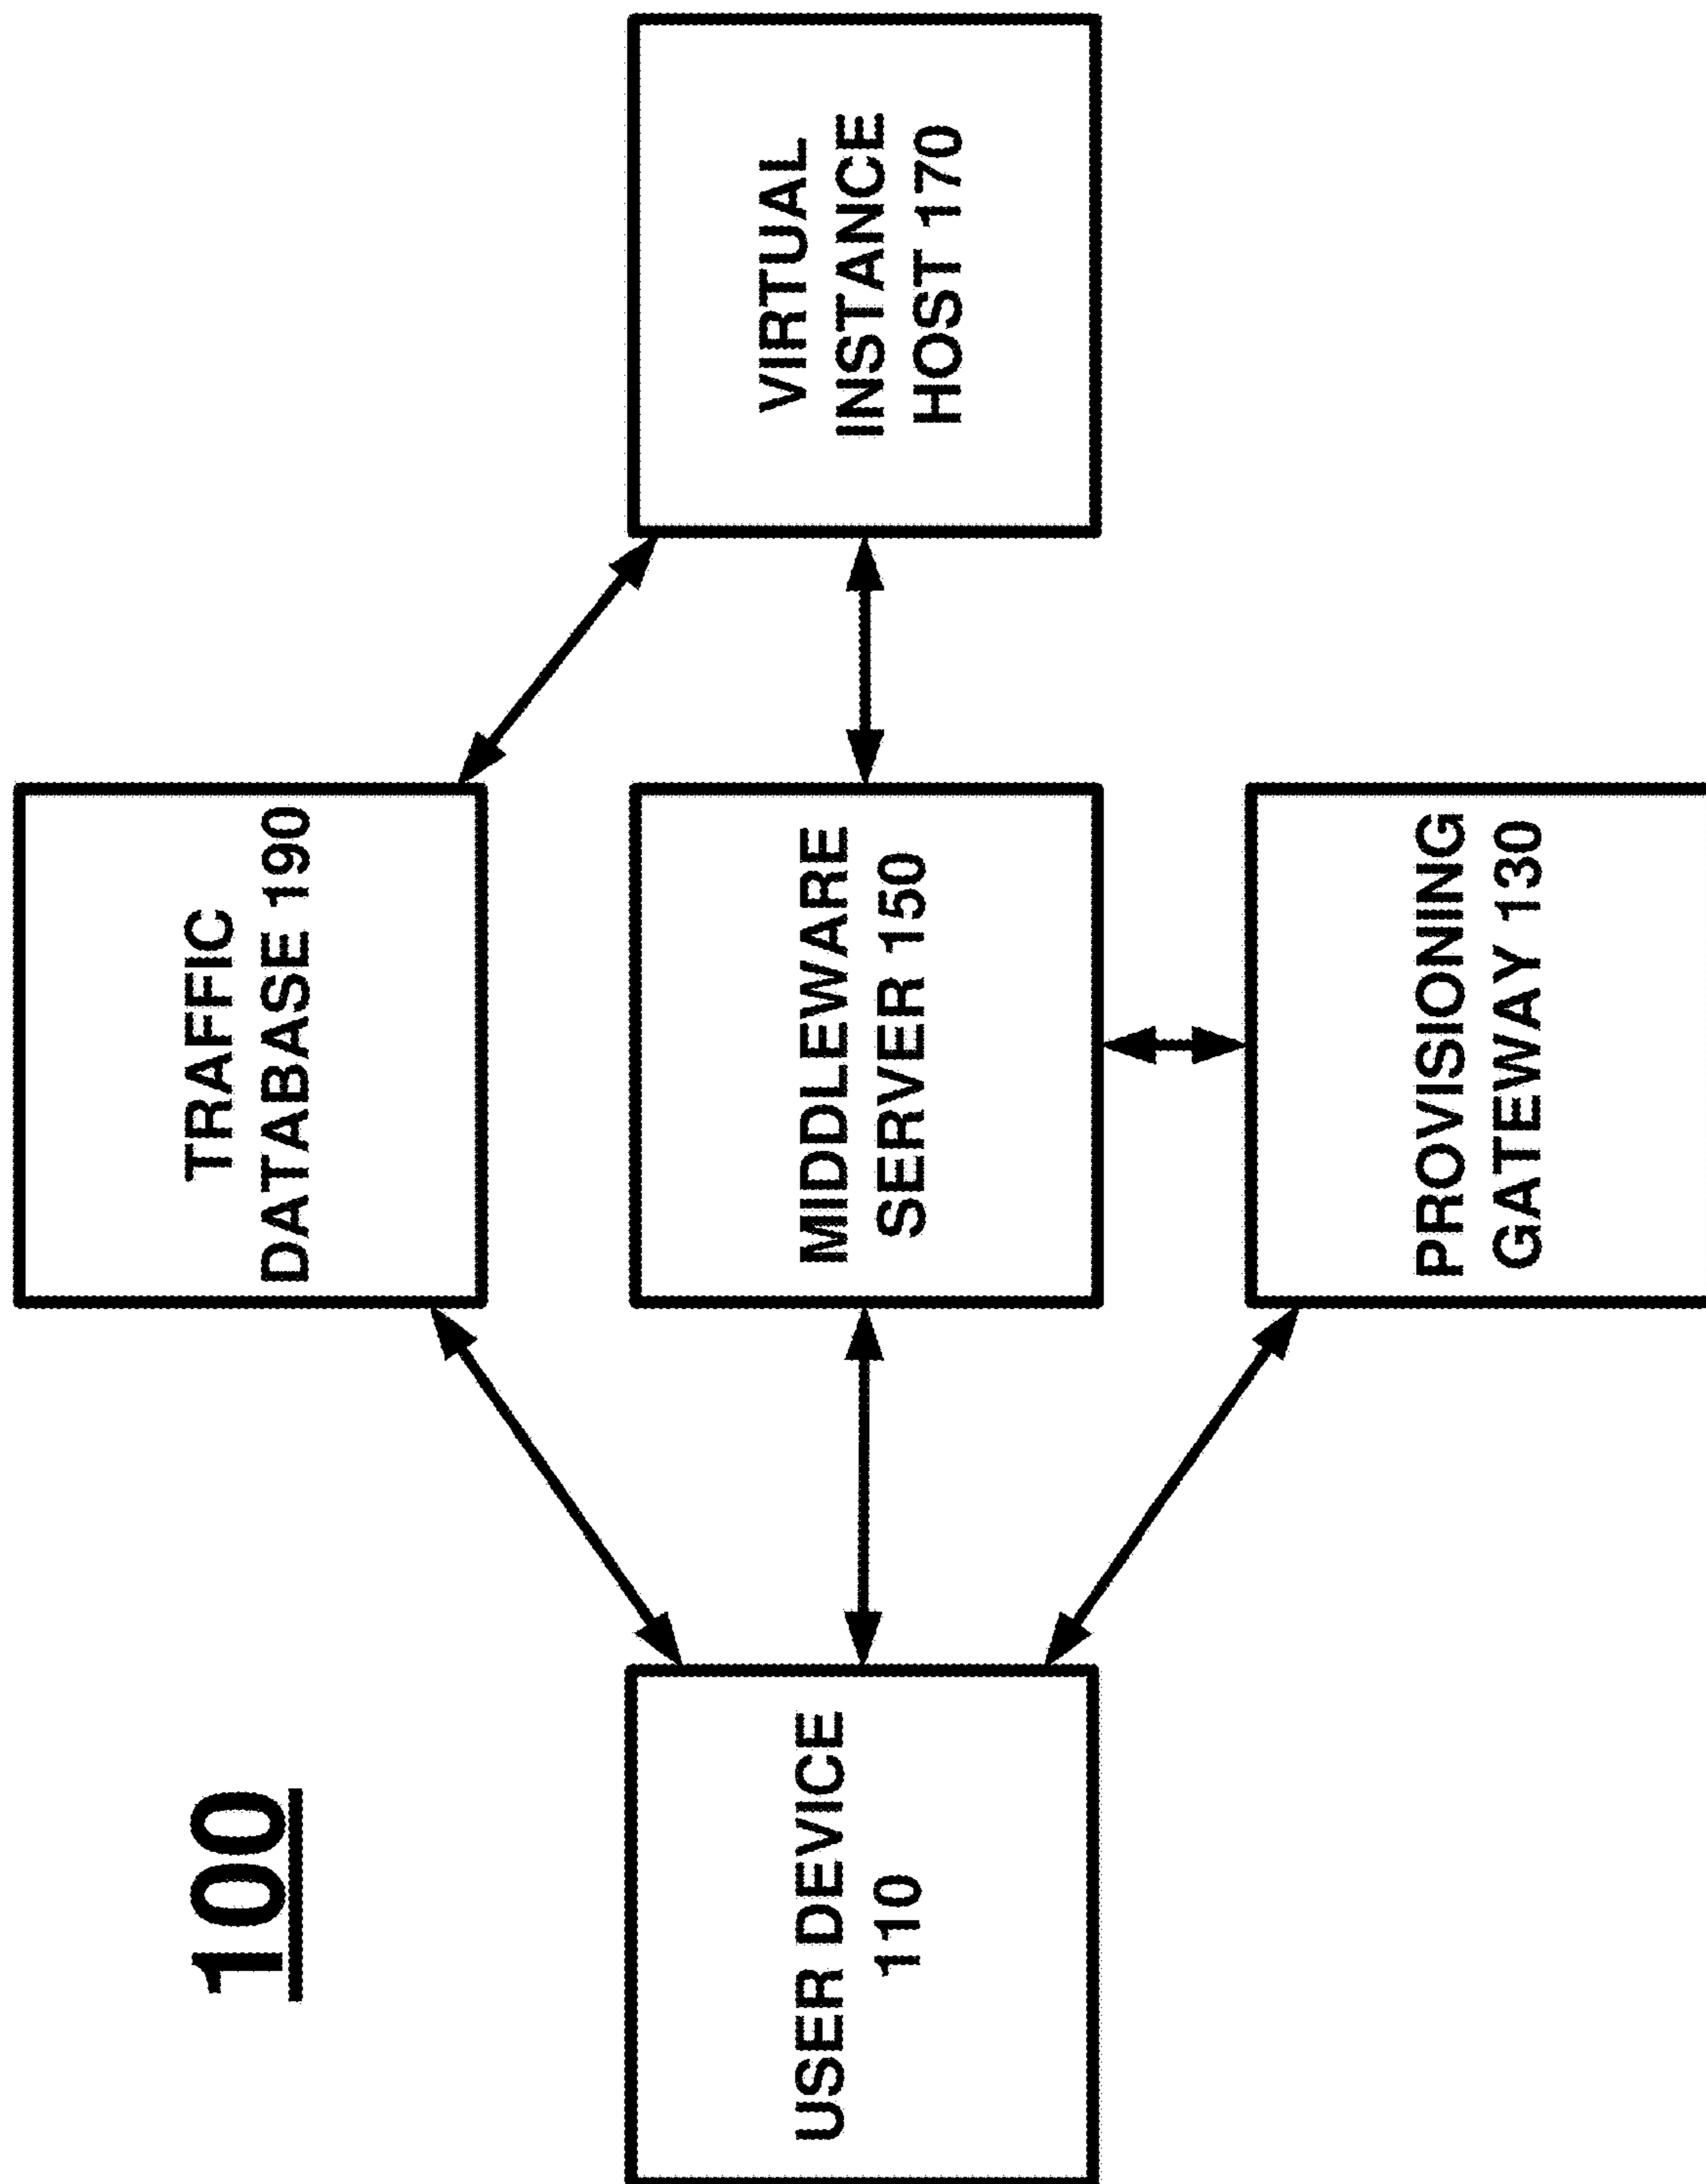 100
TRAFFIC
DATABASE 190
USER DEVICE
110
MIDDLEWARE
SERVER 150
VIRTUAL
INSTANCE
HOST 170
PROVISIONING
GATEWAY 130